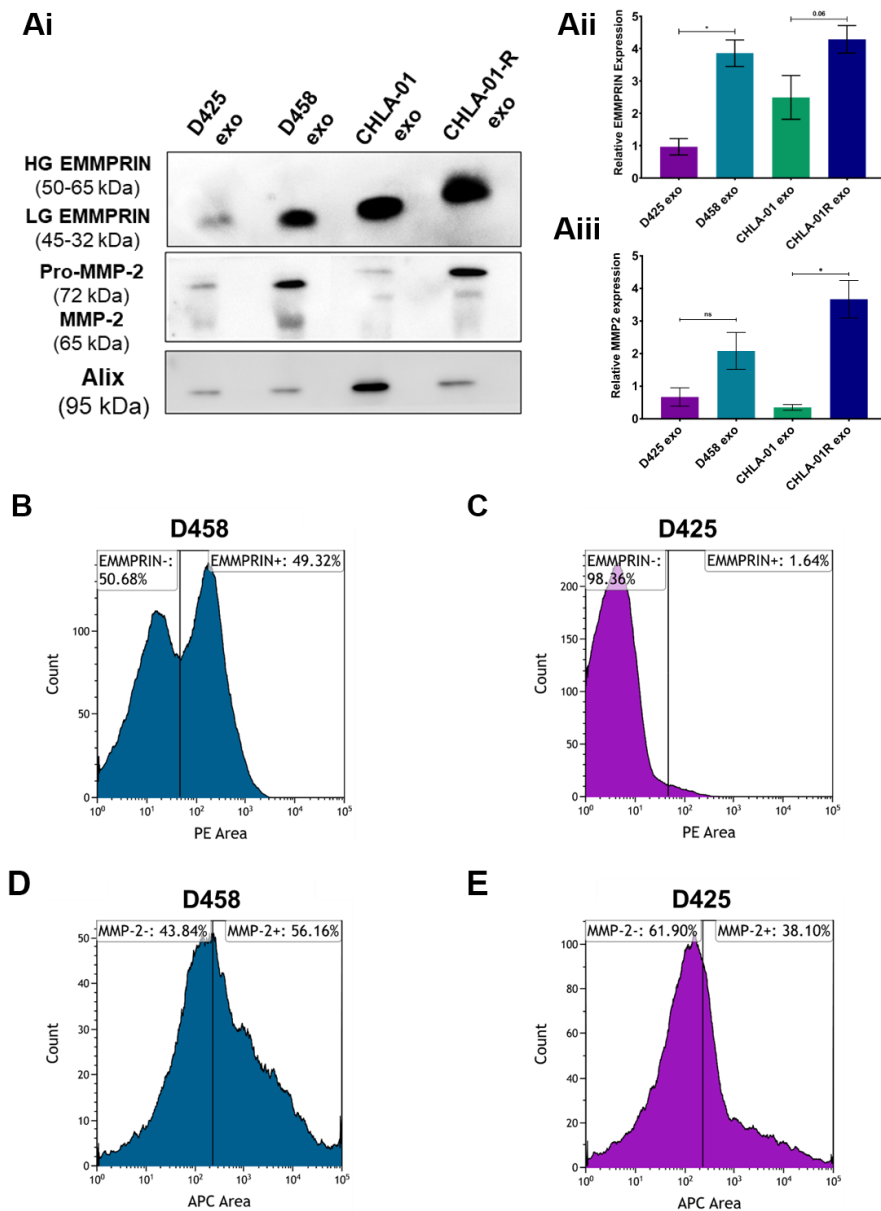 Ai
D425
exo
D458
exo
CHLA-01
exo
CHLA-01-R
exo
HG EMMPRIN
(50-65 kDa)
LG EMMPRIN
(45-32 kDa)
Pro-MMP-2
(72 kDa)
MMP-2
(65 kDa)
Alix
(95 kDa)
Aii
Relative EMMPRIN Expression
5
4
3
2
1
0
*
0.06
D425 exo
D458 exo
CHLA-01 exo
CHLA-01R exo
Aiii
Relative MMP2 expression
5
4
3
2
1
0
ns
*
D425 exo
D458 exo
CHLA-01 exo
CHLA-01R exo
B
D458
EMMPRIN-:
50.68%
EMMPRIN+: 49.32%
Count
100
50
0
10⁰ 10¹ 10² 10³ 10⁴ 10⁵
PE Area
C
D425
EMMPRIN-:
98.36%
EMMPRIN+: 1.64%
Count
200
150
100
50
0
10⁰ 10¹ 10² 10³ 10⁴ 10⁵
PE Area
D
D458
MMP-2-: 43.84%
MMP-2+: 56.16%
Count
50
40
30
20
10
0
10⁰ 10¹ 10² 10³ 10⁴ 10⁵
APC Area
E
D425
MMP-2-: 61.90%
MMP-2+: 38.10%
Count
100
80
60
40
20
0
10⁰ 10¹ 10² 10³ 10⁴ 10⁵
APC Area